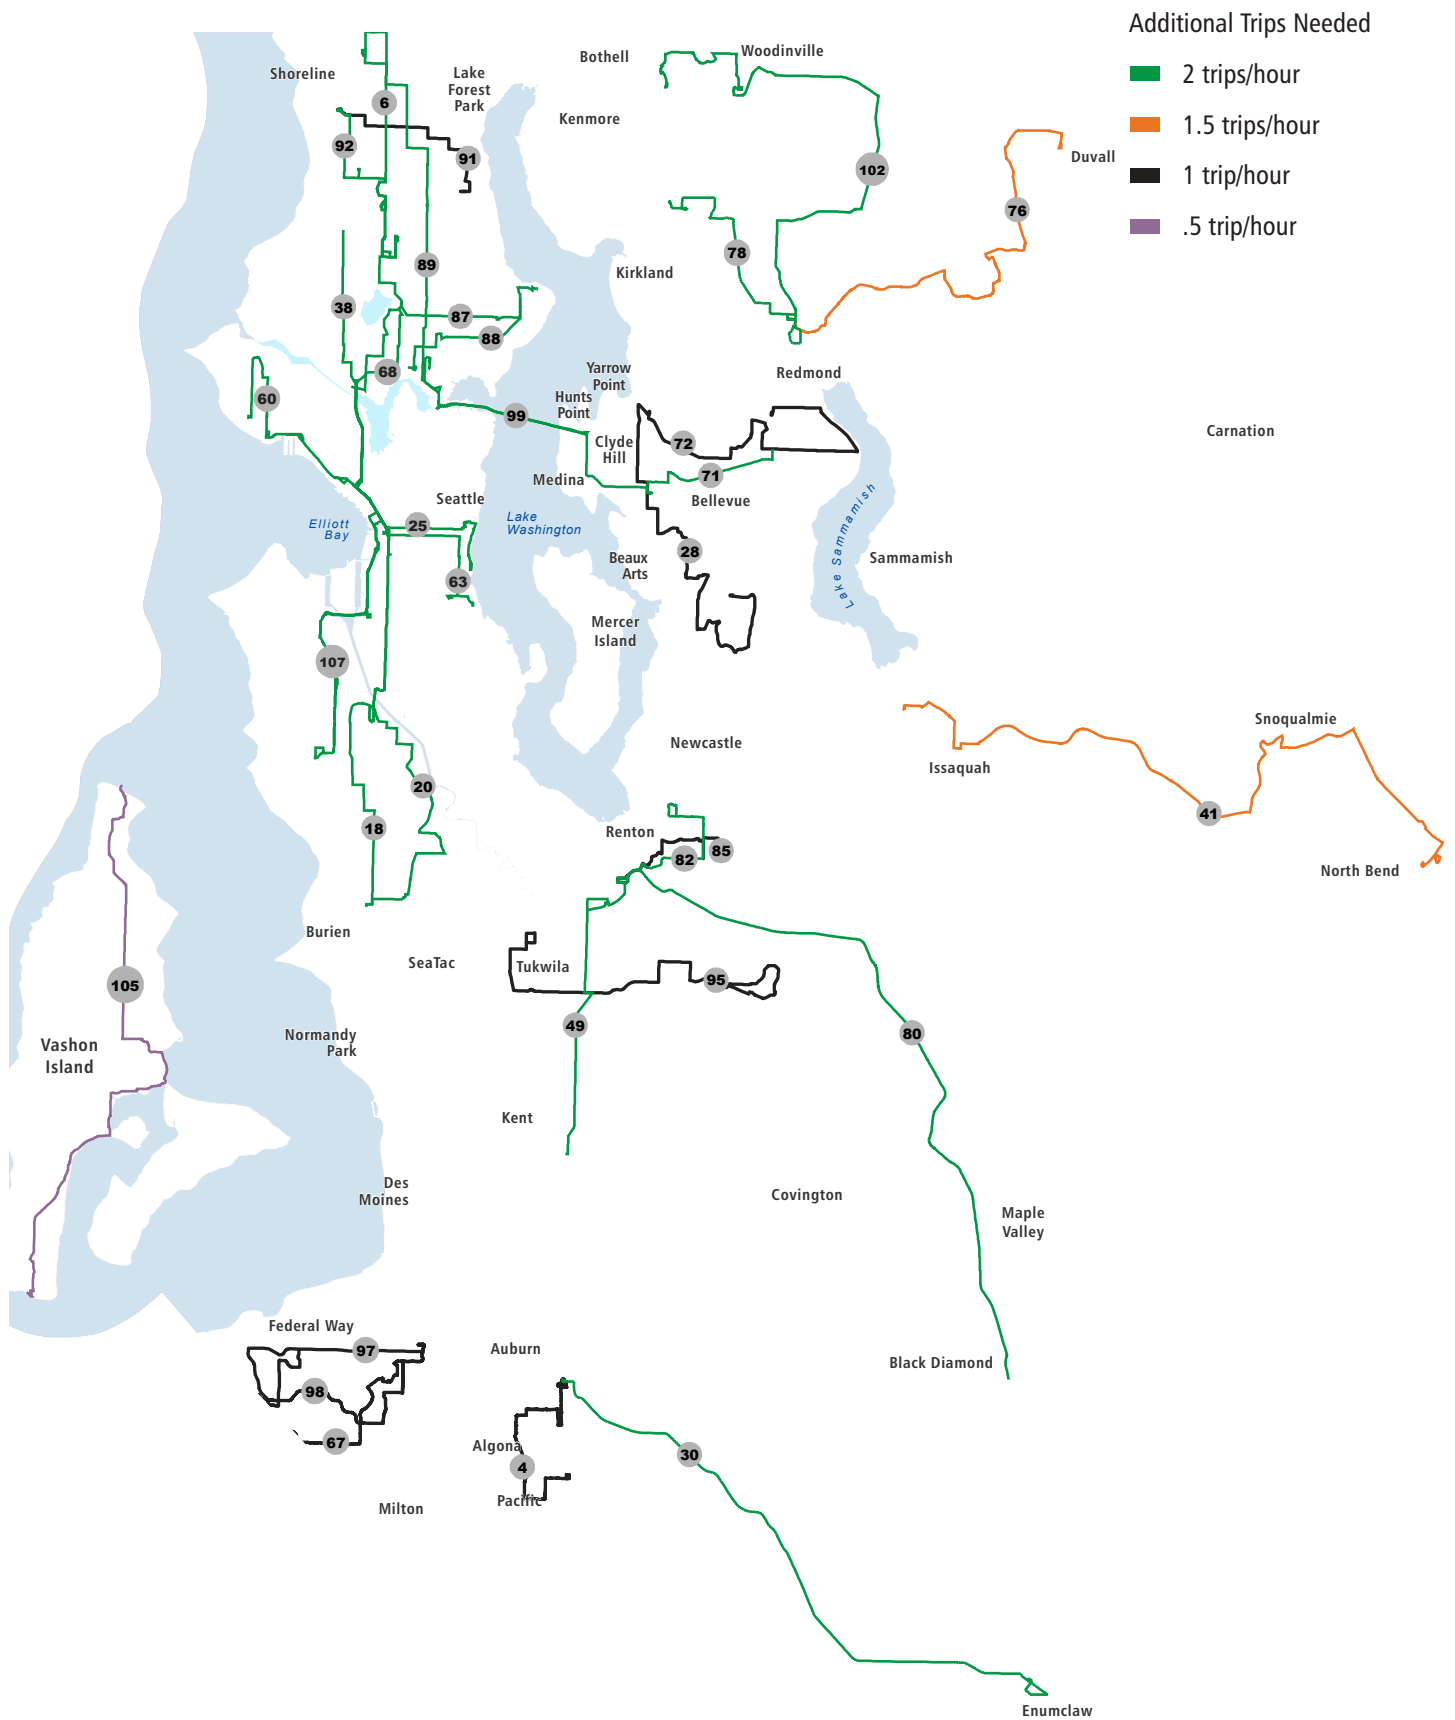 Additional Trips Needed
2 trips/hour
1.5 trips/hour
1 trip/hour
.5 trip/hour
Shoreline
Lake
Forest
Park
Bothell
Woodinville
Kenmore
6
92
91
102
Duvall
76
89
78
Kirkland
38
87
88
68
60
Yarrow
Point
Redmond
Hunts
Point
99
Clyde
Hill
72
Carnation
71
Medina
Bellevue
Seattle
Lake
Washington
Elliott
Bay
25
28
Beaux
Arts
Lake Sammamish
Sammamish
63
Mercer
Island
107
Newcastle
Snoqualmie
Issaquah
20
41
18
Renton
82
85
North Bend
Burien
SeaTac
Tukwila
95
105
49
80
Vashon
Island
Normandy
Park
Kent
Des
Moines
Covington
Maple
Valley
Federal Way
97
Auburn
Black Diamond
98
67
Algona
4
30
Pacific
Milton
Enumclaw